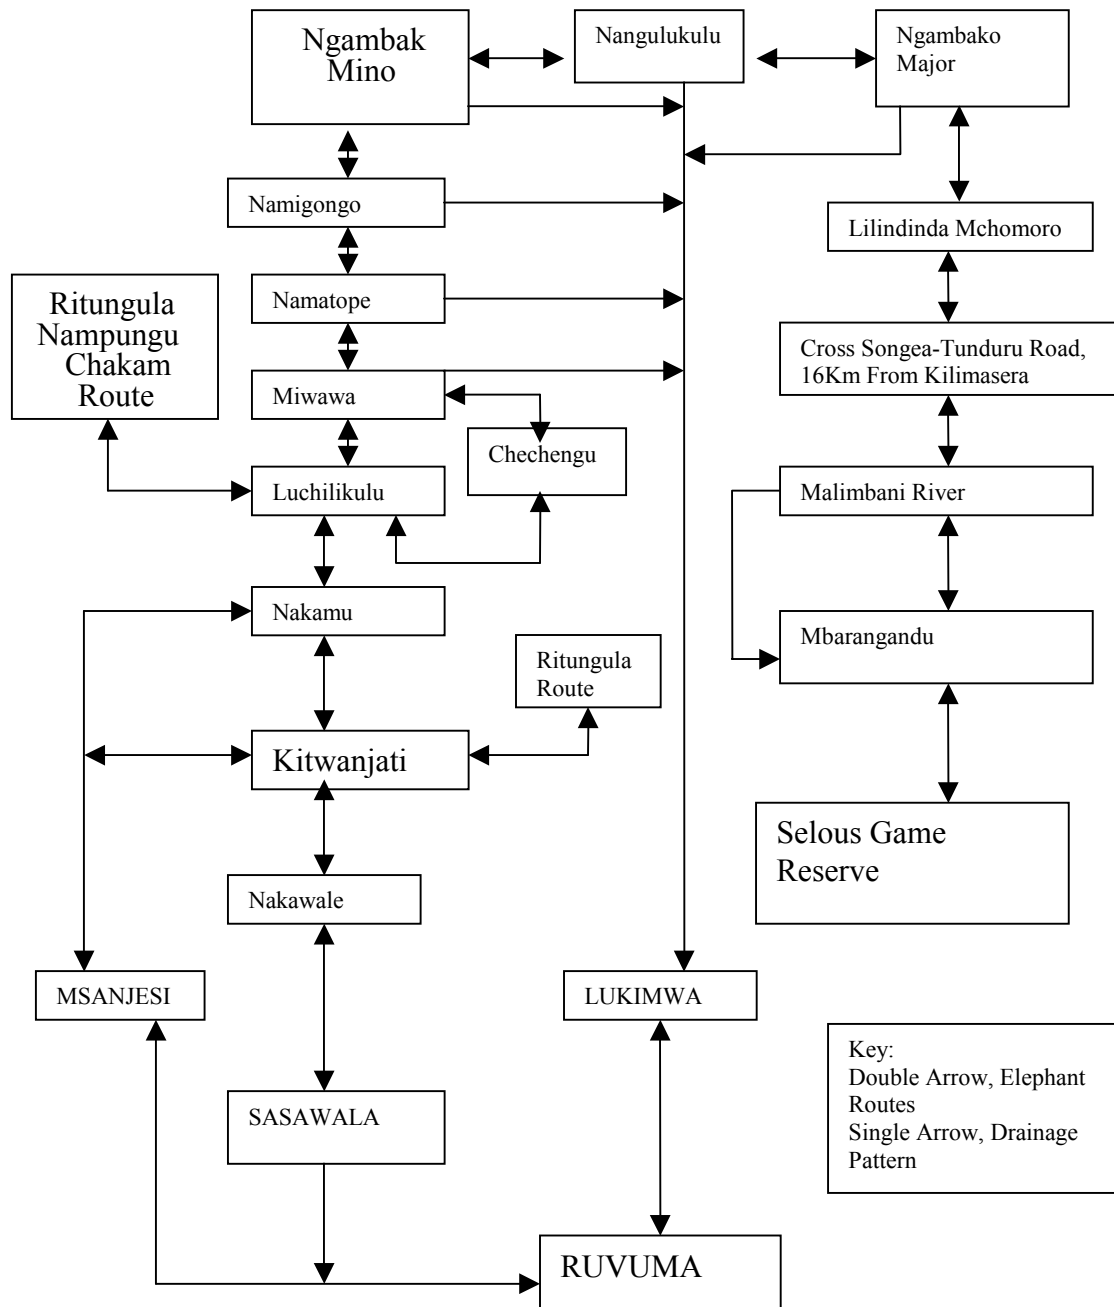 Ngambak
Mino
Nangulukulu
Ngambako
Major
Namigongo
Lilindinda Mchomoro
Ritungula
Nampungu
Chakam
Route
Namatope
Cross Songea-Tunduru Road,
16Km From Kilimasera
Miwawa
Chechengu
Luchilikulu
Malimbani River
Nakamu
Mbarangandu
Ritungula
Route
Kitwanjati
Selous Game
Reserve
Nakawale
MSANJESI
LUKIMWA
Key:
Double Arrow, Elephant
Routes
Single Arrow, Drainage
Pattern
SASAWALA
RUVUMA